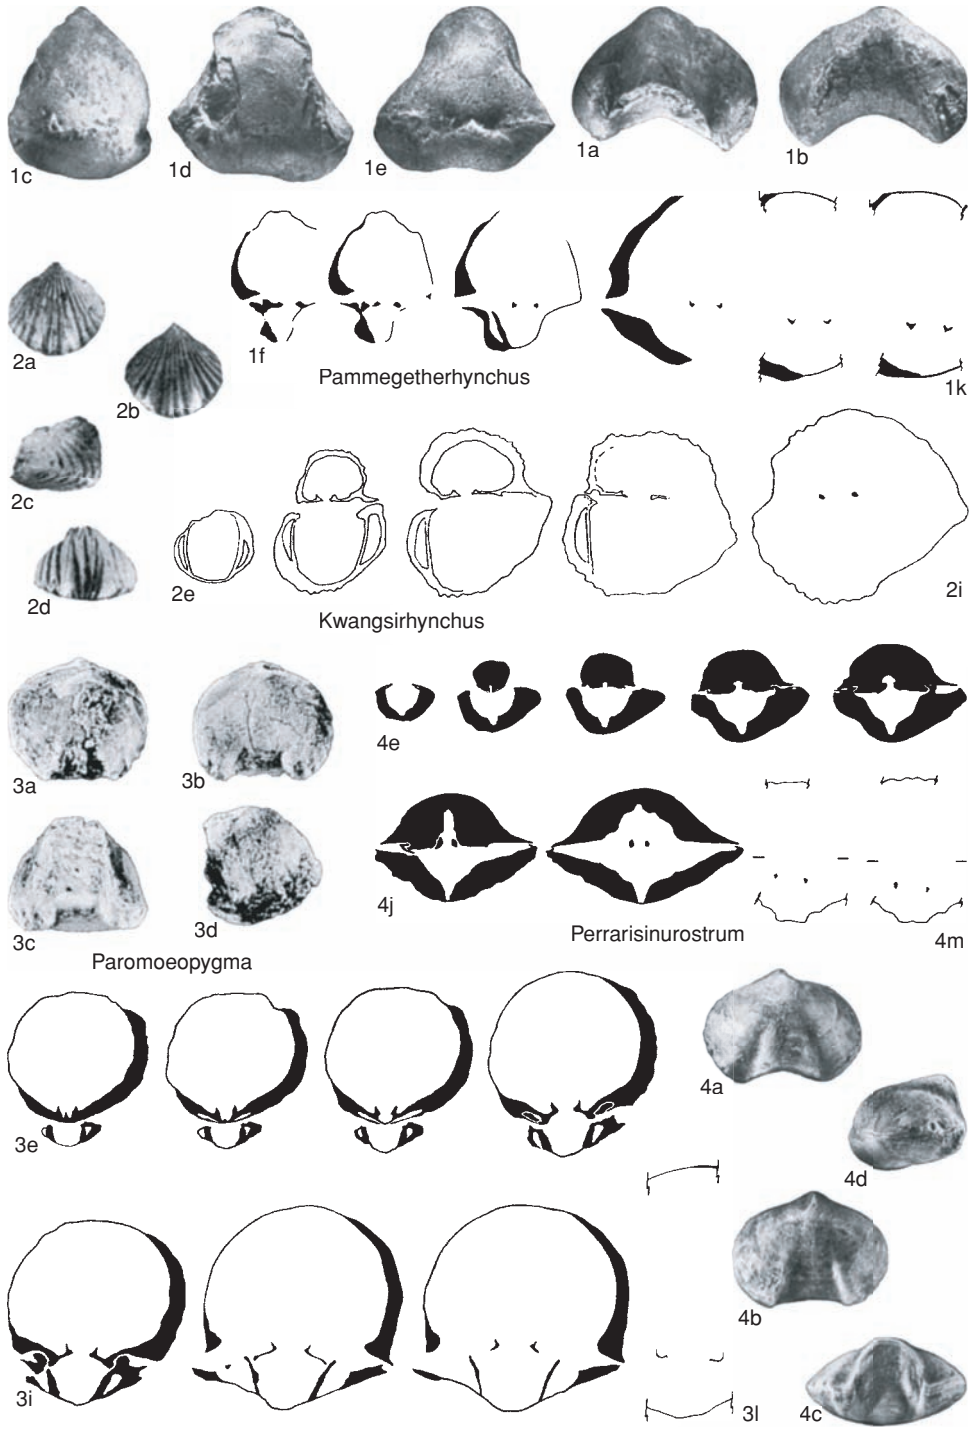 1c
1d
1e
1a
1b
2a
2b
1f
1k
Pammegetherhynchus
2c
2d
2e
2i
Kwangsirhynchus
3a
3b
4e
3c
3d
4j
4m
Perrarisinurostrum
Paromoeopygma
3e
4a
4d
4b
3i
3l
4c